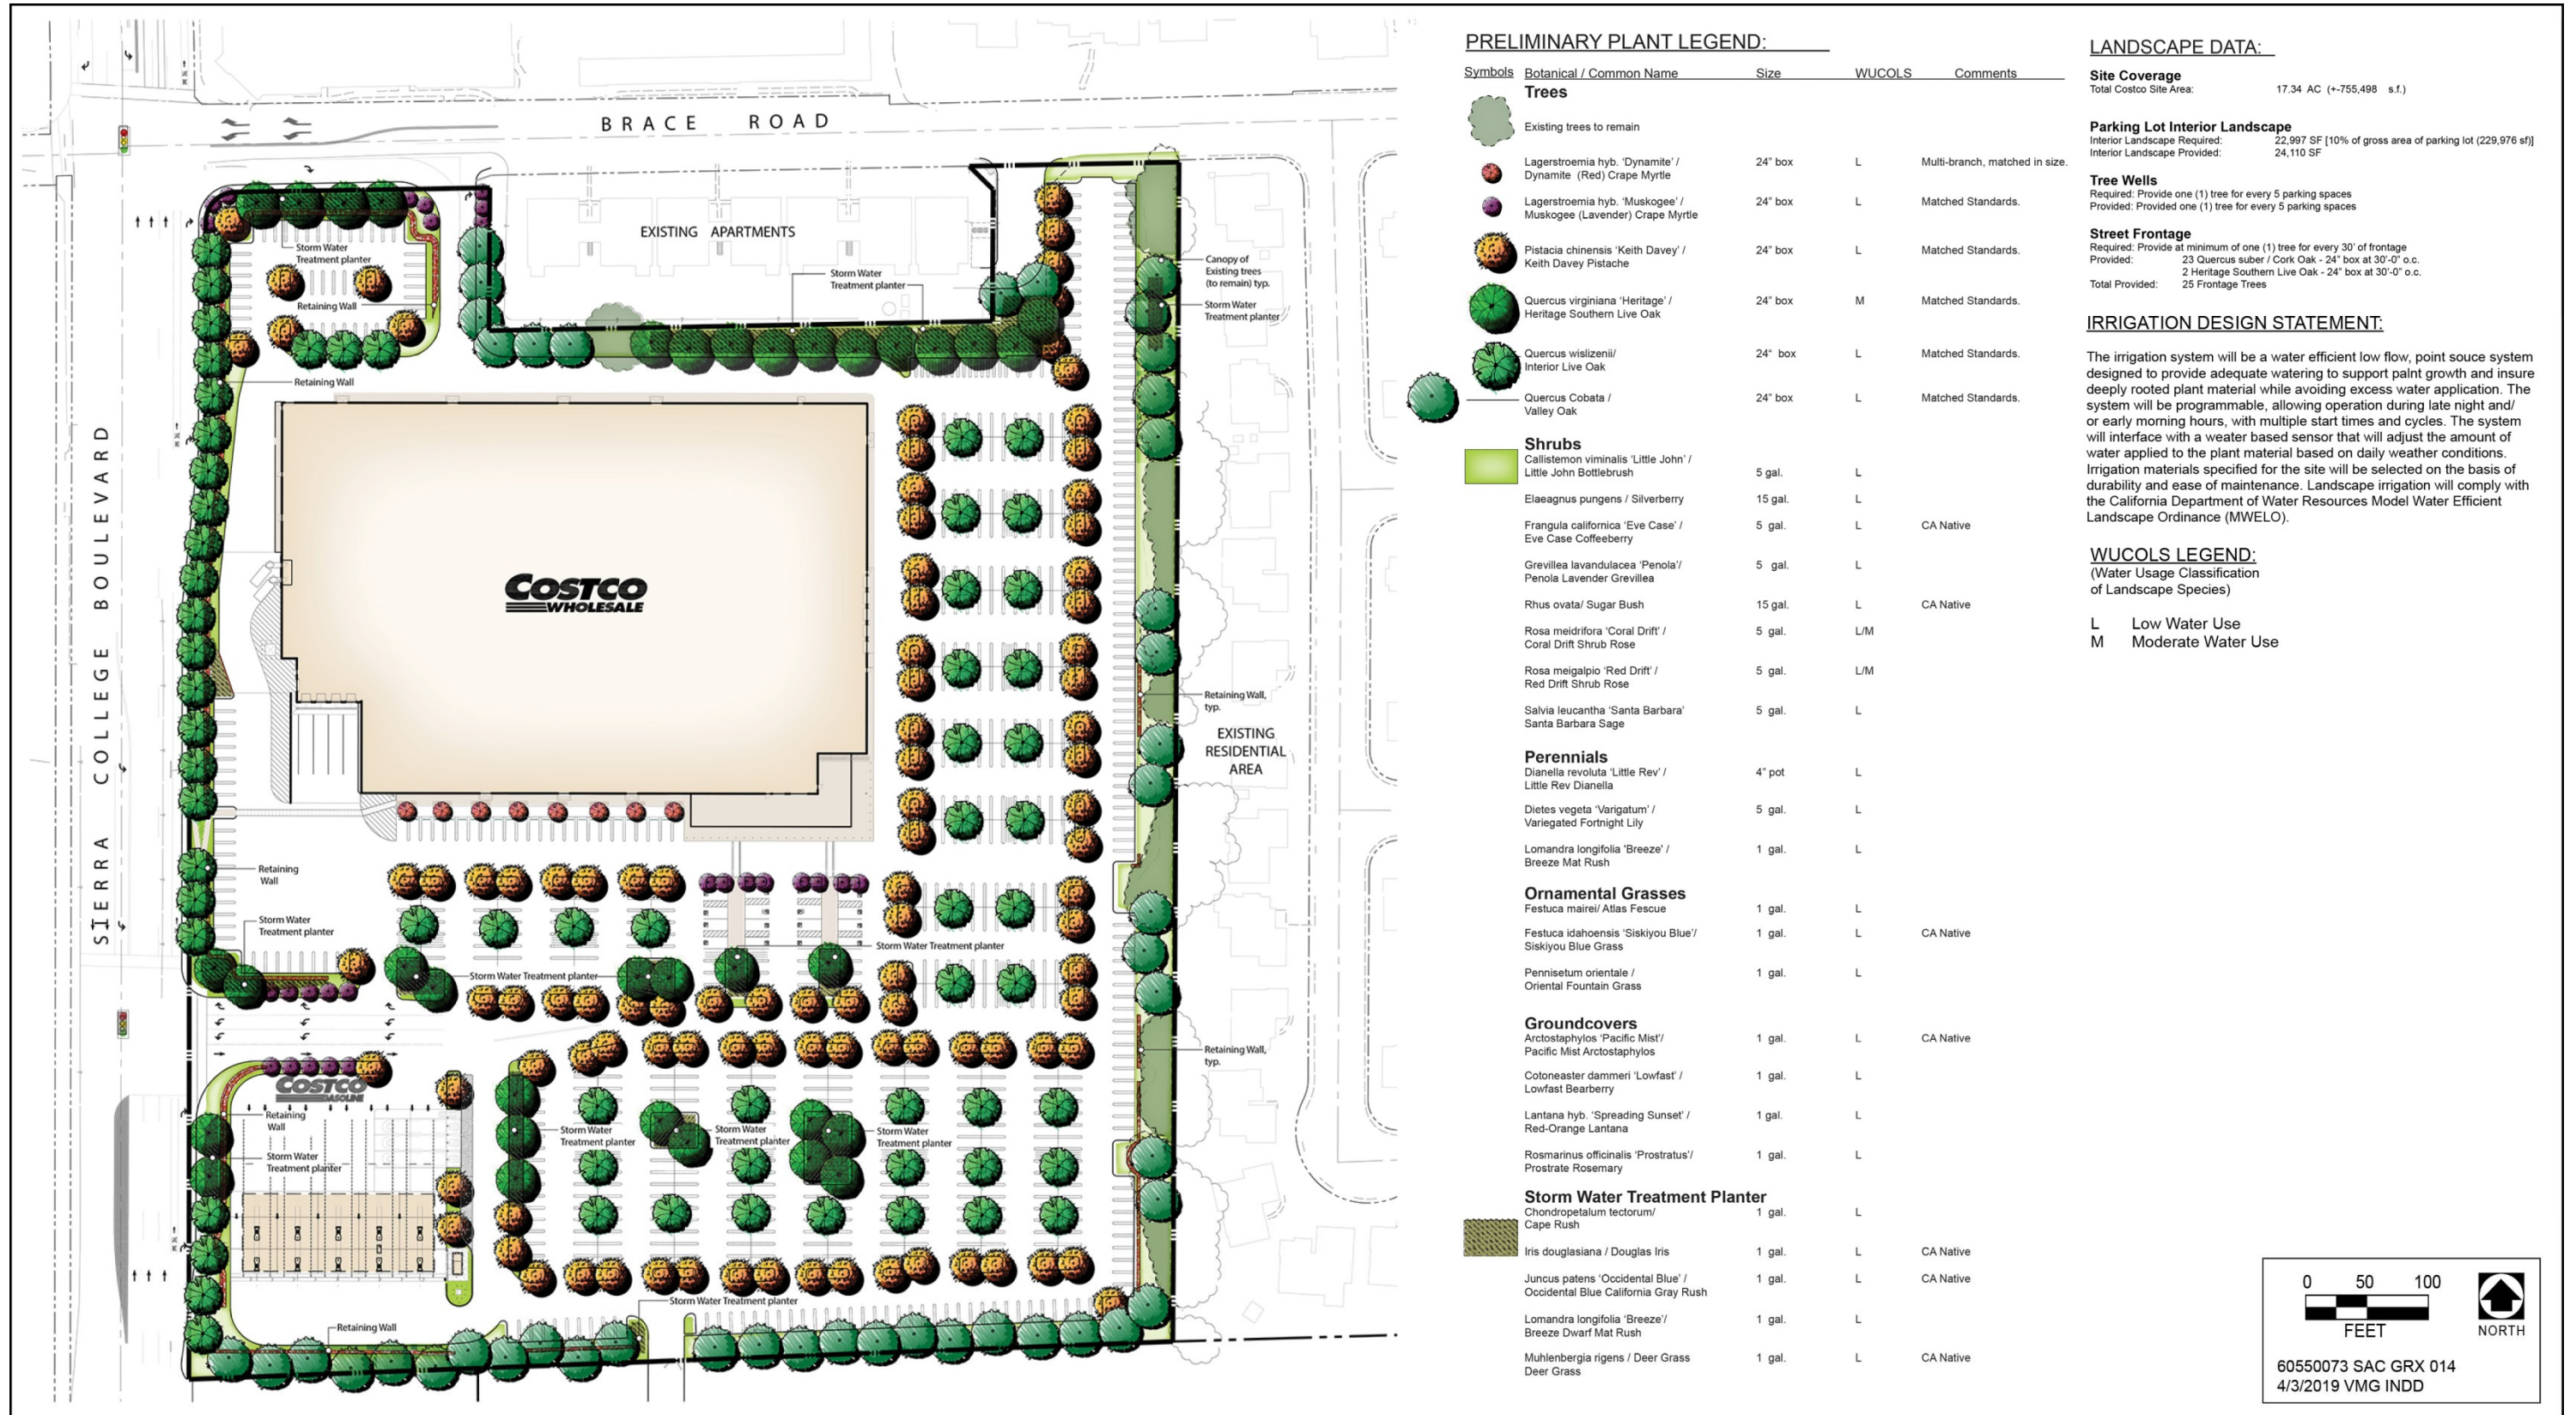 BRACE ROAD
EXISTING APARTMENTS
Storm Water
Treatment planter
Retaining Wall
Storm Water
Treatment planter
Canopy of
Existing trees
(to remain) typ.
Storm Water
Treatment planter
Retaining Wall
SIERRA COLLEGE BOULEVARD
COSTCO
WHOLESALE
Retaining Wall,
typ.
EXISTING
RESIDENTIAL
AREA
Retaining
Wall
Storm Water
Treatment planter
Storm Water Treatment planter
Storm Water Treatment planter
Retaining Wall,
typ.
COSTCO
GASOLINE
Retaining
Wall
Storm Water
Treatment planter
Storm Water
Treatment planter
Storm Water
Treatment planter
Storm Water
Treatment planter
Storm Water Treatment planter
Retaining Wall
PRELIMINARY PLANT LEGEND:
Symbols Botanical / Common Name Size WUCOLS Comments
Trees
Existing trees to remain
Lagerstroemia hyb. 'Dynamite' / 24" box L Multi-branch, matched in size.
Dynamite (Red) Crape Myrtle
Lagerstroemia hyb. 'Muskogee' / 24" box L Matched Standards.
Muskogee (Lavender) Crape Myrtle
Pistacia chinensis 'Keith Davey' / 24" box L Matched Standards.
Keith Davey Pistache
Quercus virginiana 'Heritage' / 24" box M Matched Standards.
Heritage Southern Live Oak
Quercus wislizenii/ 24" box L Matched Standards.
Interior Live Oak
Quercus Cobata / 24" box L Matched Standards.
Valley Oak
Shrubs
Callistemon viminalis 'Little John' /
Little John Bottlebrush 5 gal. L
Elaeagnus pungens / Silverberry 15 gal. L
Frangula californica 'Eve Case' / 5 gal. L CA Native
Eve Case Coffeeberry
Grevillea lavandulacea 'Penola'/ 5 gal. L
Penola Lavender Grevillea
Rhus ovata/ Sugar Bush 15 gal. L CA Native
Rosa meidrifora 'Coral Drift' / 5 gal. L/M
Coral Drift Shrub Rose
Rosa meigalpio 'Red Drift' / 5 gal. L/M
Red Drift Shrub Rose
Salvia leucantha 'Santa Barbara' 5 gal. L
Santa Barbara Sage
Perennials
Dianella revoluta 'Little Rev' / 4" pot L
Little Rev Dianella
Dietes vegeta 'Varigatum' / 5 gal. L
Variegated Fortnight Lily
Lomandra longifolia 'Breeze' / 1 gal. L
Breeze Mat Rush
Ornamental Grasses
Festuca mairei/ Atlas Fescue 1 gal. L
Festuca idahoensis 'Siskiyou Blue'/ 1 gal. L CA Native
Siskiyou Blue Grass
Pennisetum orientale / 1 gal. L
Oriental Fountain Grass
Groundcovers
Arctostaphylos 'Pacific Mist'/ 1 gal. L CA Native
Pacific Mist Arctostaphylos
Cotoneaster dammeri 'Lowfast' / 1 gal. L
Lowfast Bearberry
Lantana hyb. 'Spreading Sunset' / 1 gal. L
Red-Orange Lantana
Rosmarinus officinalis 'Prostratus'/ 1 gal. L
Prostrate Rosemary
Storm Water Treatment Planter
Chondropetalum tectorum/ 1 gal. L
Cape Rush
Iris douglasiana / Douglas Iris 1 gal. L CA Native
Juncus patens 'Occidental Blue' / 1 gal. L CA Native
Occidental Blue California Gray Rush
Lomandra longifolia 'Breeze'/ 1 gal. L
Breeze Dwarf Mat Rush
Muhlenbergia rigens / Deer Grass 1 gal. L CA Native
Deer Grass
LANDSCAPE DATA:
Site Coverage
Total Costco Site Area: 17.34 AC (+-755,498 s.f.)
Parking Lot Interior Landscape
Interior Landscape Required: 22,997 SF [10% of gross area of parking lot (229,976 sf)]
Interior Landscape Provided: 24,110 SF
Tree Wells
Required: Provide one (1) tree for every 5 parking spaces
Provided: Provided one (1) tree for every 5 parking spaces
Street Frontage
Required: Provide at minimum of one (1) tree for every 30' of frontage
Provided: 23 Quercus suber / Cork Oak - 24" box at 30'-0" o.c.
2 Heritage Southern Live Oak - 24" box at 30'-0" o.c.
Total Provided: 25 Frontage Trees
IRRIGATION DESIGN STATEMENT:
The irrigation system will be a water efficient low flow, point souce system
designed to provide adequate watering to support palnt growth and insure
deeply rooted plant material while avoiding excess water application. The
system will be programmable, allowing operation during late night and/
or early morning hours, with multiple start times and cycles. The system
will interface with a weater based sensor that will adjust the amount of
water applied to the plant material based on daily weather conditions.
Irrigation materials specified for the site will be selected on the basis of
durability and ease of maintenance. Landscape irrigation will comply with
the California Department of Water Resources Model Water Efficient
Landscape Ordinance (MWELO).
WUCOLS LEGEND:
(Water Usage Classification
of Landscape Species)
L Low Water Use
M Moderate Water Use
0 50 100
FEET
NORTH
60550073 SAC GRX 014
4/3/2019 VMG INDD